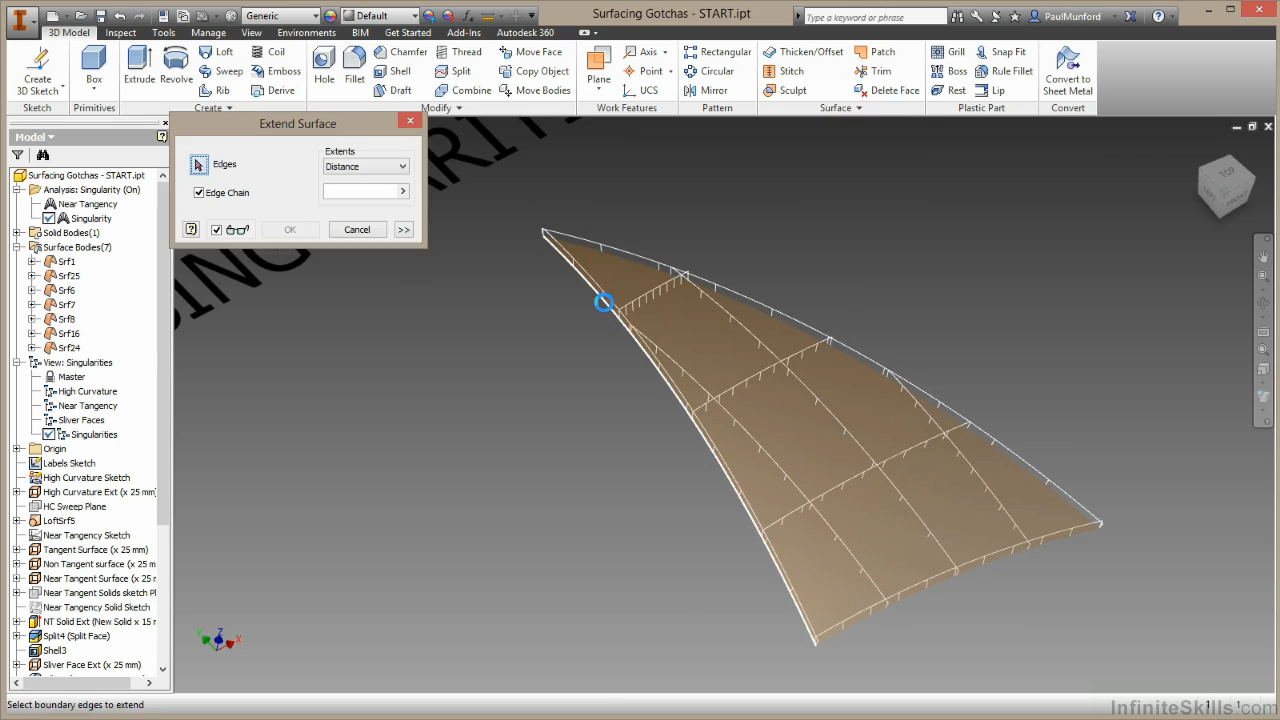 Generic
Default
Surfacing Gotchas - START.ipt
Type a keyword or phrase
PaulMunford
3D Model
Inspect
Tools
Manage
View
Environments
BIM
Get Started
Add-Ins
Autodesk 360
Create
3D Sketch
Box
Extrude
Revolve
Loft
Sweep
Rib
Coil
Emboss
Derive
Hole
Fillet
Chamfer
Shell
Draft
Thread
Split
Combine
Move Face
Copy Object
Move Bodies
Plane
Axis
Point
UCS
Rectangular
Circular
Mirror
Thicken/Offset
Stitch
Sculpt
Patch
Trim
Delete Face
Grill
Boss
Rest
Snap Fit
Rule Fillet
Lip
Convert to
Sheet Metal
Sketch
Primitives
Create
Modify
Work Features
Pattern
Surface
Plastic Part
Convert
Model
Surfacing Gotchas - START.ipt
Analysis: Singularity (On)
Near Tangency
Singularity
Solid Bodies(1)
Surface Bodies(7)
Srf1
Srf25
Srf6
Srf7
Srf8
Srf16
Srf24
View: Singularities
Master
High Curvature
Near Tangency
Sliver Faces
Singularities
Origin
Labels Sketch
High Curvature Sketch
High Curvature Ext (x 25 mm)
HC Sweep Plane
LoftSrf5
Near Tangency Sketch
Tangent Surface (x 25 mm)
Non Tangent surface (x 25 m
Near Tangent Surface (x 25 m
Near Tangent Solids sketch Pl
Near Tangency Solid Sketch
NT Solid Ext (New Solid x 15 m
Split4 (Split Face)
Shell3
Sliver Face Ext (x 25 mm)
Extend Surface
Edges
Edge Chain
Extents
Distance
OK
Cancel
>>
TOP
X
Y
Z
Select boundary edges to extend
1
1
InfiniteSkills.com